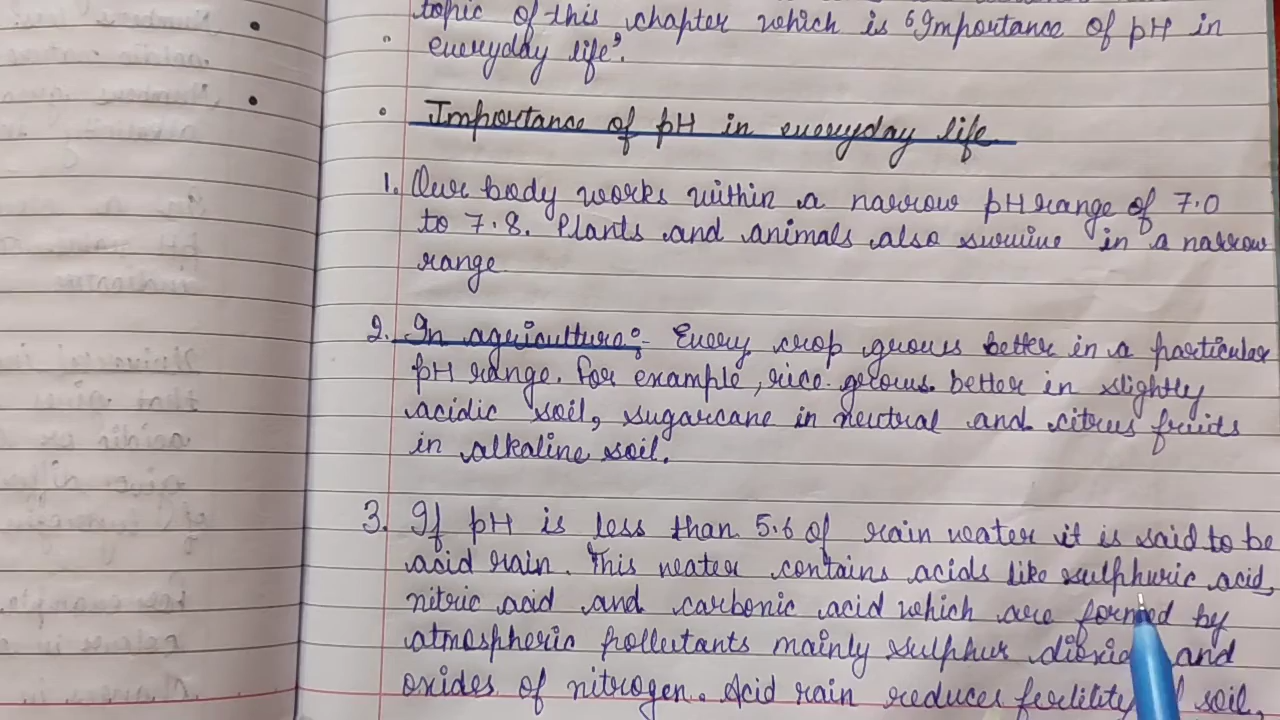 topic of this chapter which is 'Importance of pH in
everyday life'.
Importance of pH in everyday life
1. Our body works within a narrow pH range of 7.0
to 7.8. Plants and animals also survive in a narrow
range
2. In agriculture:- Every crop grows better in a particular
pH range. For example, rice grows better in slightly
acidic soil, sugarcane in neutral and citrus fruits
in alkaline soil.
3. If pH is less than 5.6 of rain water it is said to be
acid rain. This water contains acids like sulphuric acid,
nitric acid and carbonic acid which are formed by
atmospheric pollutants mainly sulphur dioxid and
oxides of nitrogen. Acid rain reduces fertility soil,